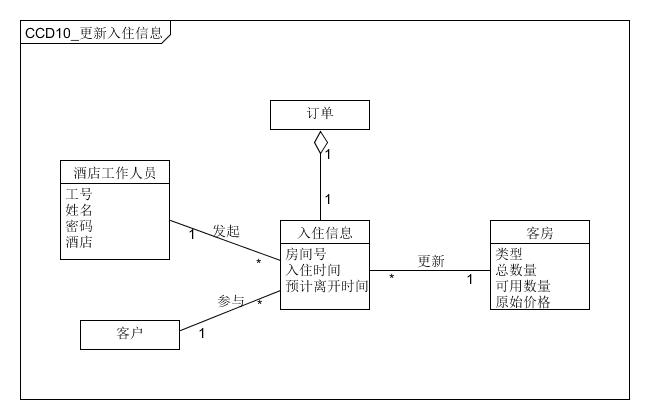 CCD10_更新入住信息
订单
1
1
酒店工作人员
工号
姓名
密码
酒店
发起
1
*
入住信息
房间号
入住时间
预计离开时间
更新
*
1
客房
类型
总数量
可用数量
原始价格
参与
*
1
客户